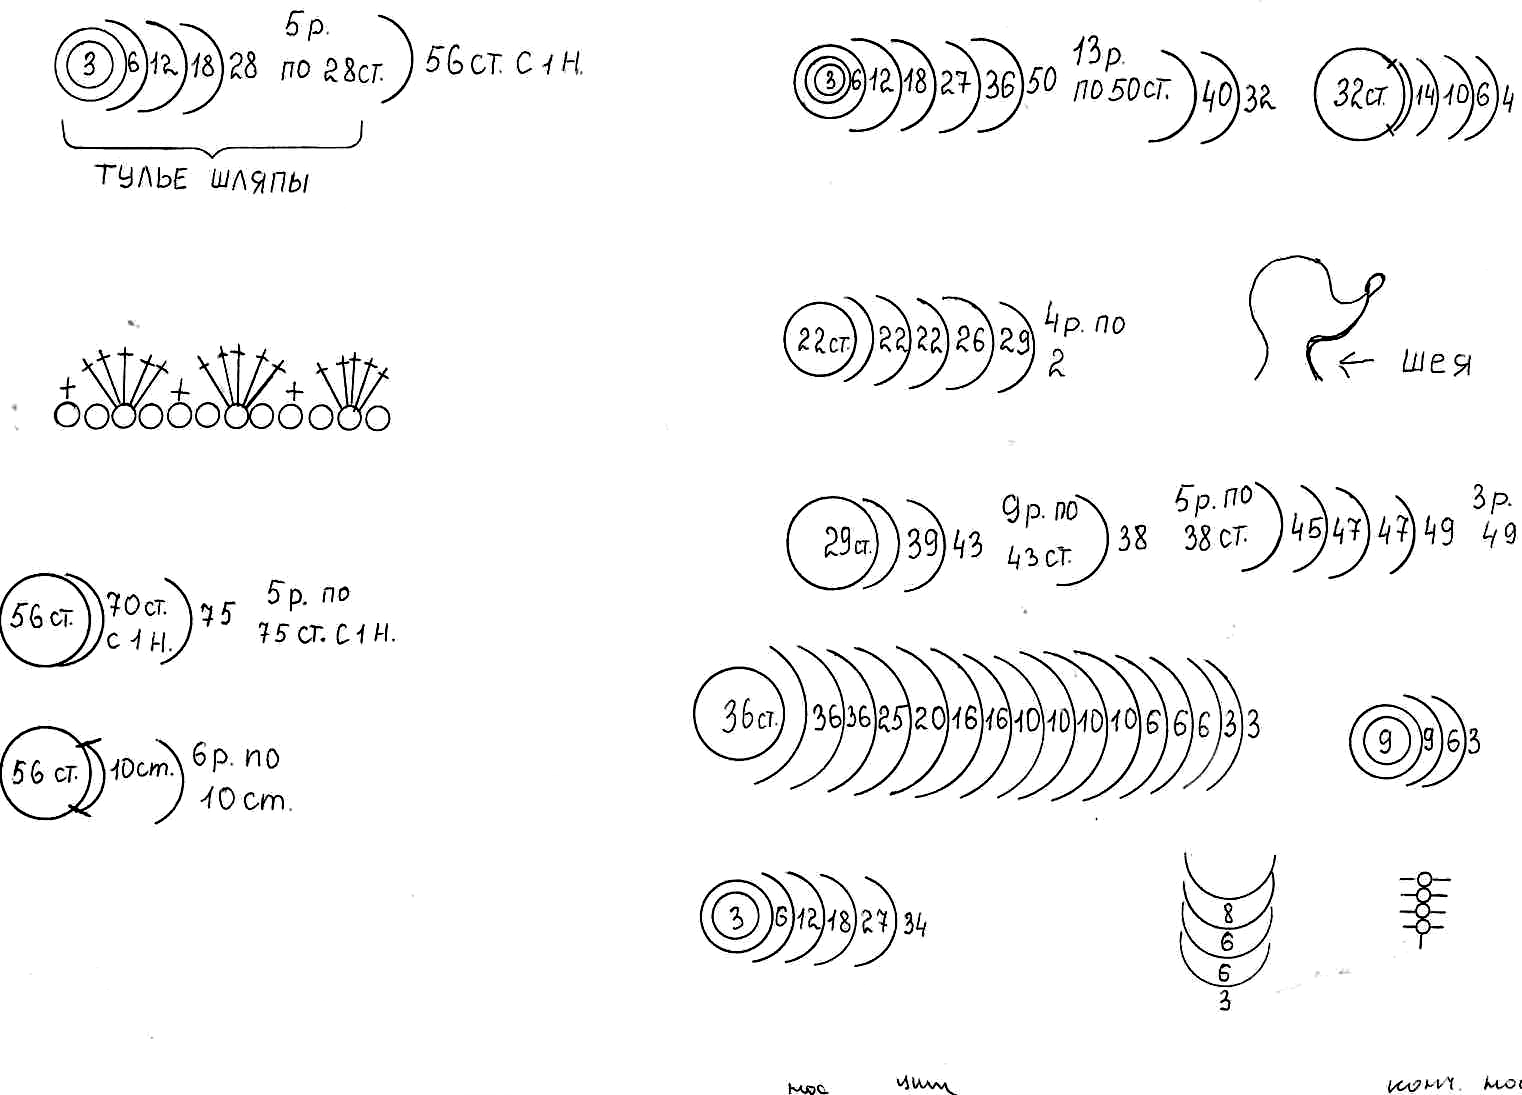 3 6 12 18 28 5 р. по 28 ст. 56 ст. с 1 н.
ТУЛЬЕ ШЛЯПЫ
56 ст. 70 ст. с 1 н. 75 5 р. по 75 ст. с 1 н.
56 ст. 10 ст. 6 р. по 10 ст.
3 6 12 18 27 36 50 13 р. по 50 ст. 40 32
32 ст. 14 10 6 4
22 ст. 22 22 26 29 4 р. по 2
шея
29 ст. 39 43 9 р. по 43 ст. 38 5 р. по 38 ст. 45 47 47 49 3 р. 49
36 ст. 36 36 25 20 16 16 10 10 10 10 6 6 6 3 3
9 9 6 3
3 6 12 18 27 34
8
6
6
3